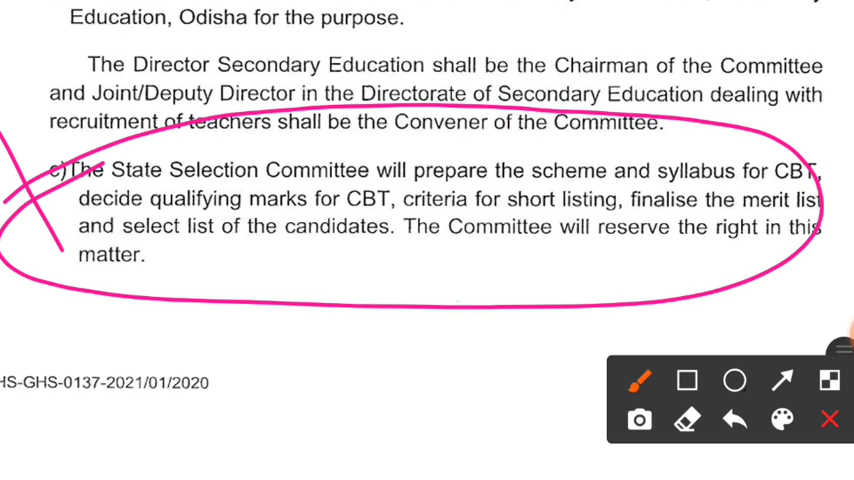 Education, Odisha for the purpose.
The Director Secondary Education shall be the Chairman of the Committee
and Joint/Deputy Director in the Directorate of Secondary Education dealing with
recruitment of teachers shall be the Convener of the Committee.
c)The State Selection Committee will prepare the scheme and syllabus for CBT,
decide qualifying marks for CBT, criteria for short listing, finalise the merit list
and select list of the candidates. The Committee will reserve the right in this
matter.
HS-GHS-0137-2021/01/2020